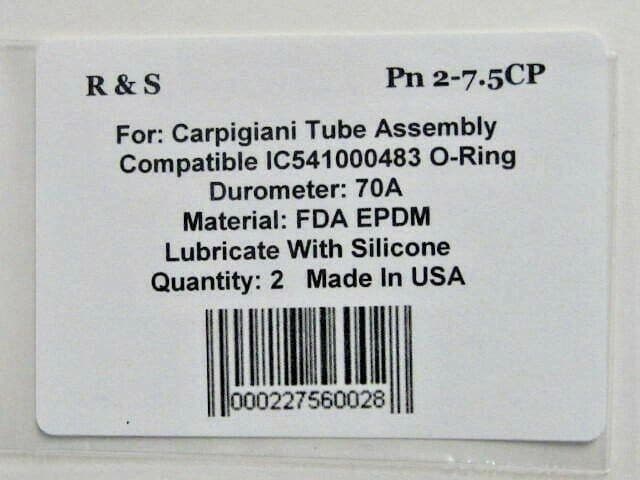 R & S Pn 2-7.5CP
For: Carpigiani Tube Assembly
Compatible IC541000483 O-Ring
Durometer: 70A
Material: FDA EPDM
Lubricate With Silicone
Quantity: 2 Made In USA
000227560028